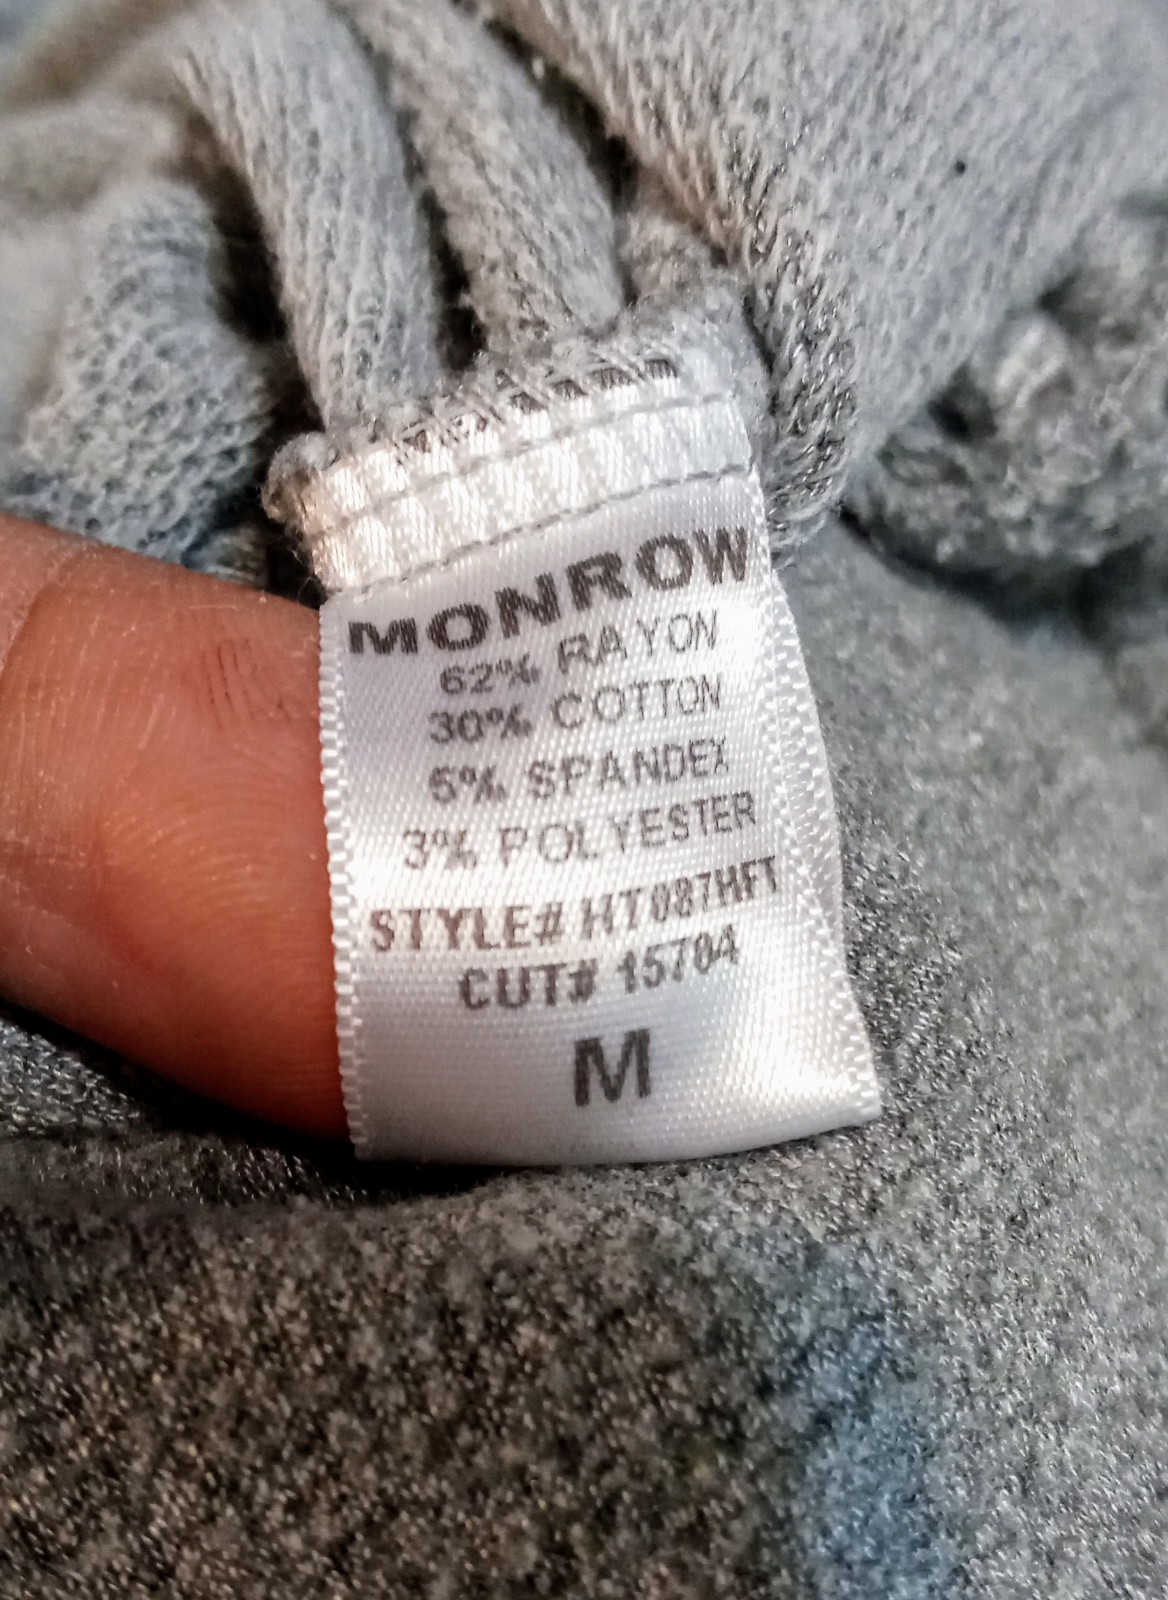 MONROW
62% RAYON
30% COTTON
5% SPANDEX
3% POLYESTER
STYLE# HT087HFT
CUT# 15704
M